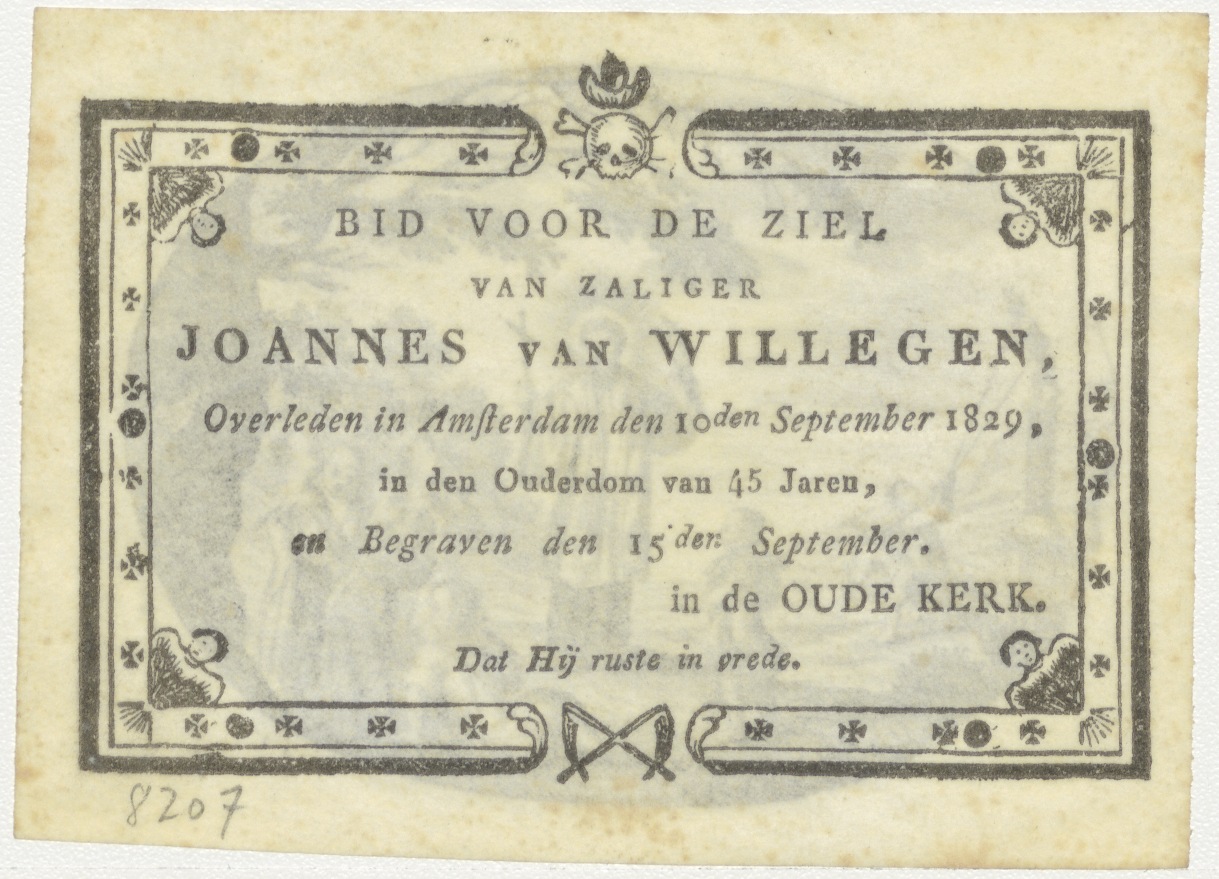 BID VOOR DE ZIEL
VAN ZALIGER
JOANNES VAN WILLEGEN,
Overleden in Amſterdam den 10den September 1829,
in den Ouderdom van 45 Jaren,
en Begraven den 15den September.
in de OUDE KERK.
Dat Hij ruste in vrede.
8207